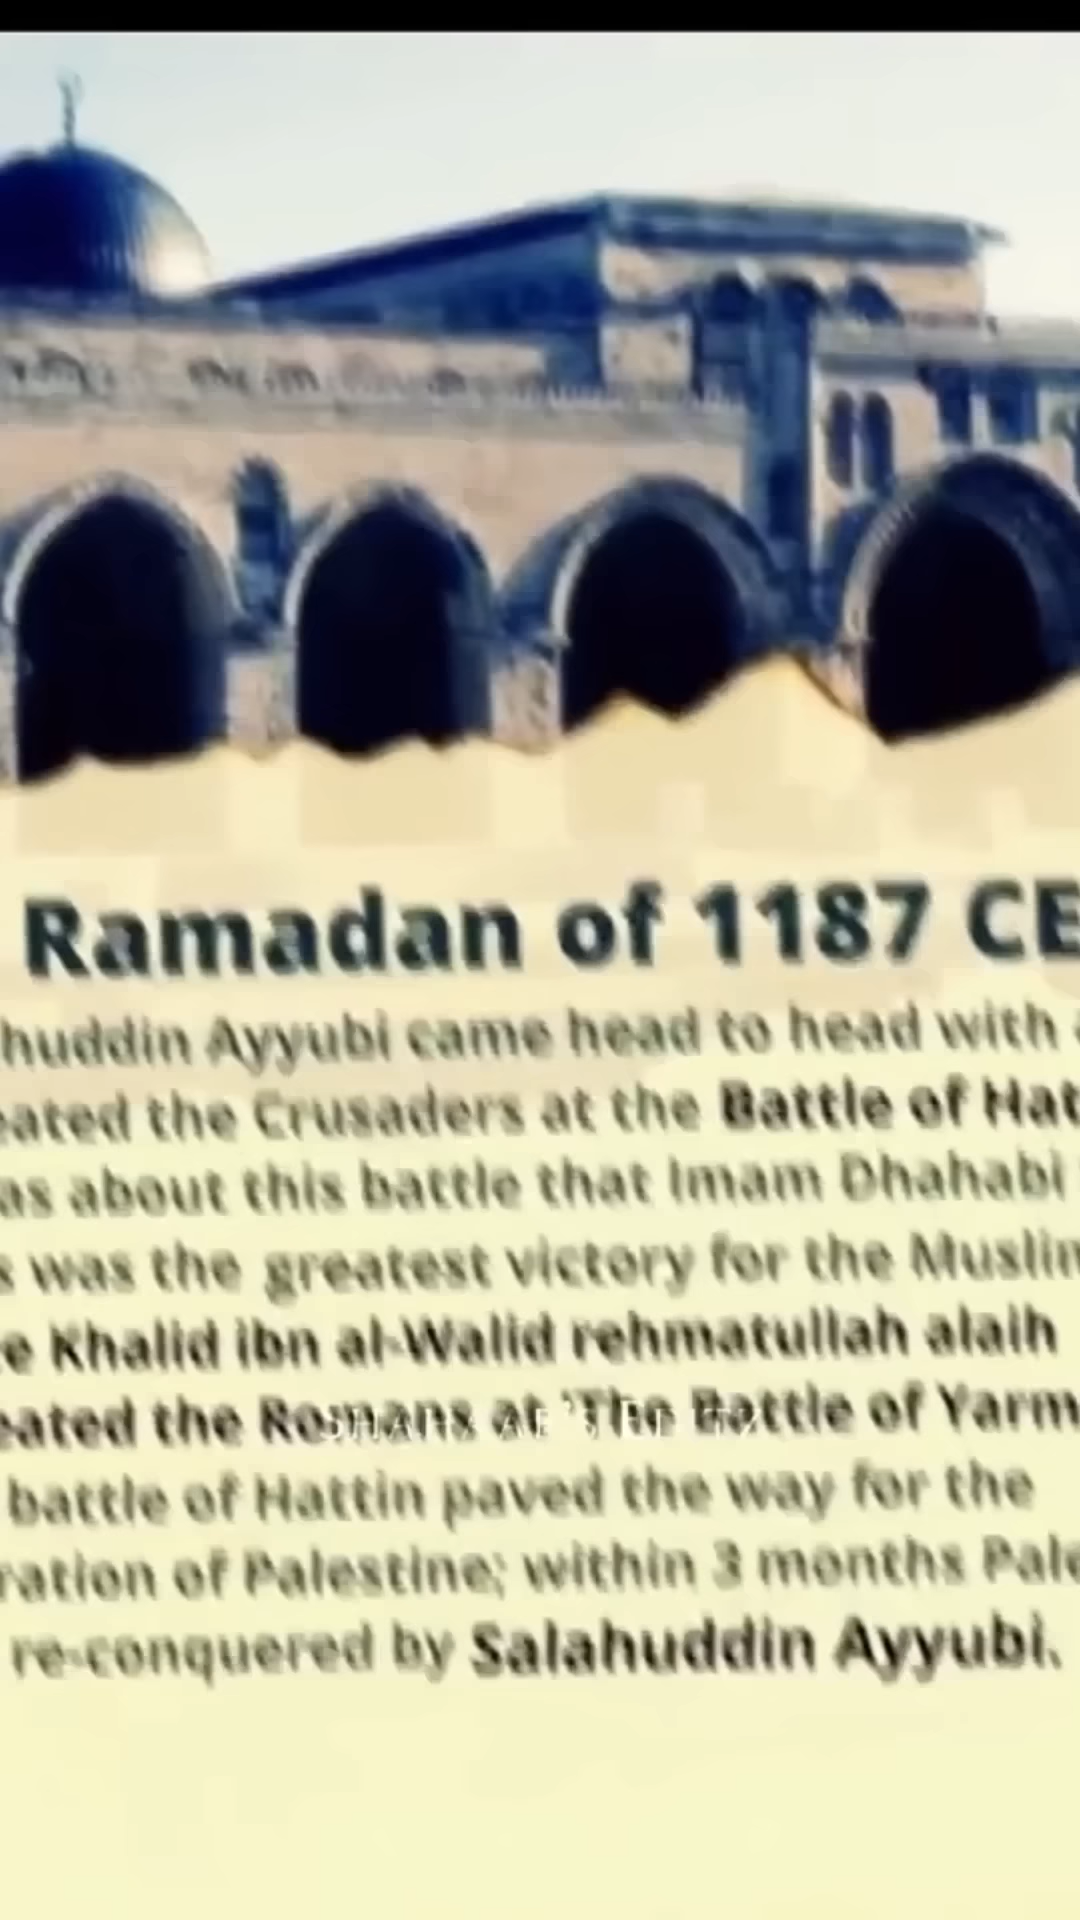 Ramadan of 1187 CE
huddin Ayyubi came head to head with
eated the Crusaders at the Battle of Hat
as about this battle that Imam Dhahabi
s was the greatest victory for the Muslim
e Khalid ibn al-Walid rehmatullah alaih
eated the Romans at 'The Battle of Yarm
battle of Hattin paved the way for the
ration of Palestine; within 3 months Pale
re-conquered by Salahuddin Ayyubi.